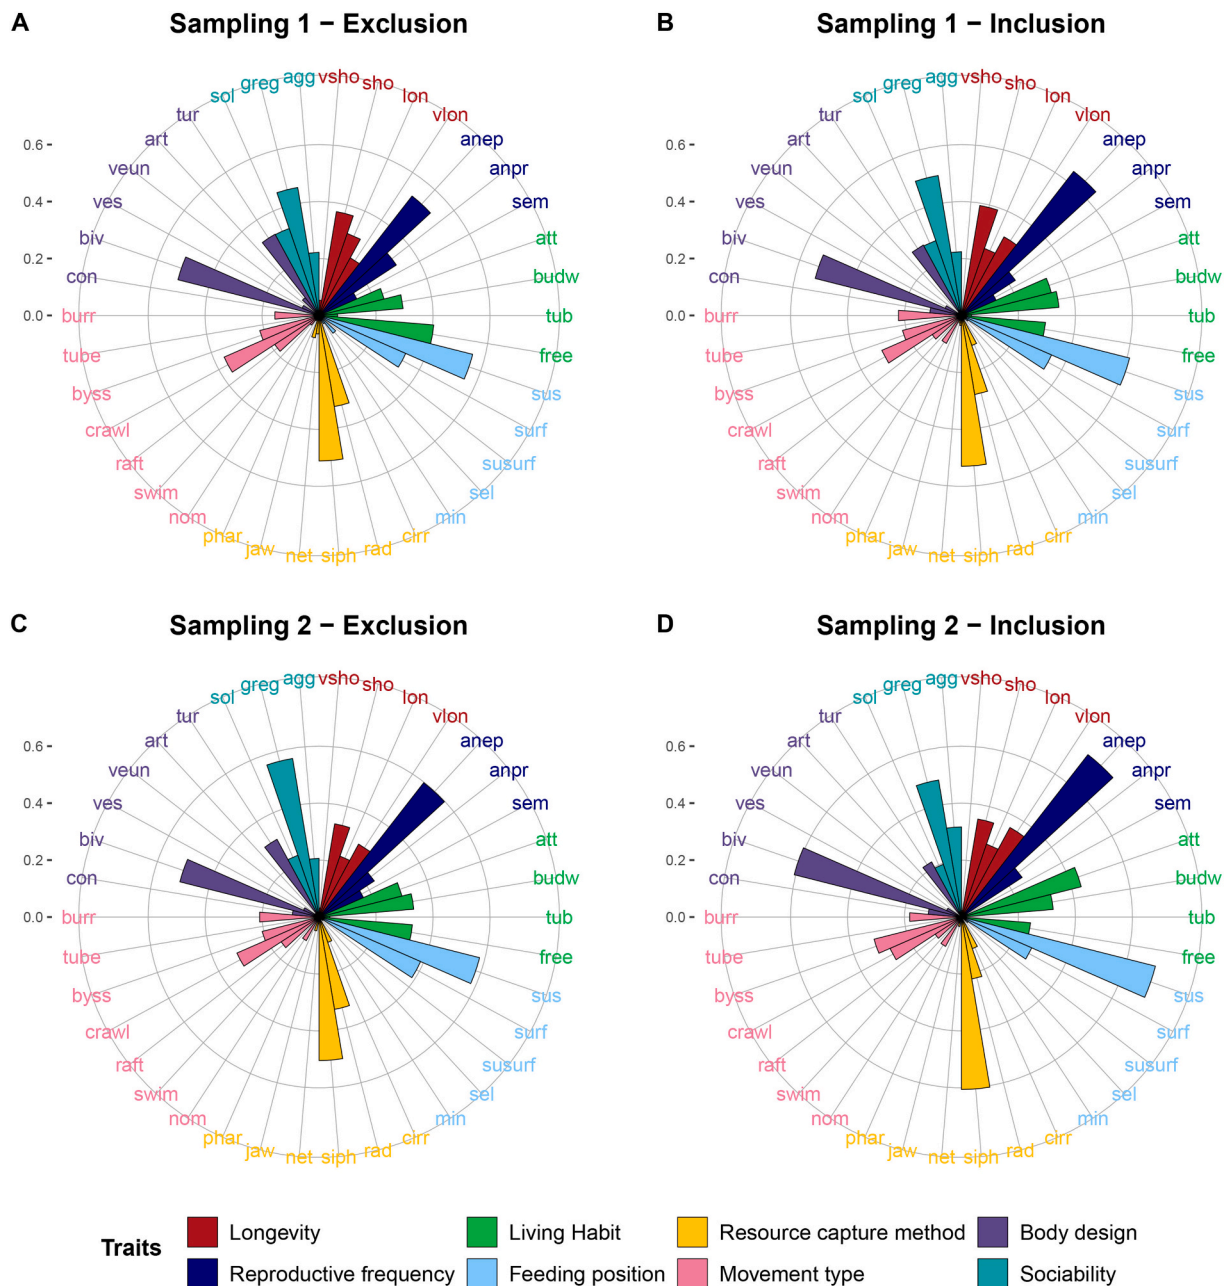 A
Sampling 1 − Exclusion
vsho
sho
lon
vlon
anep
anpr
sem
att
budw
tub
free
sus
surf
susurf
sel
min
cirr
rad
siph
net
jaw
phar
nom
swim
raft
crawl
byss
tube
burr
con
biv
ves
veun
art
tur
sol
greg
agg
0.6
0.4
0.2
0.0
B
Sampling 1 − Inclusion
vsho
sho
lon
vlon
anep
anpr
sem
att
budw
tub
free
sus
surf
susurf
sel
min
cirr
rad
siph
net
jaw
phar
nom
swim
raft
crawl
byss
tube
burr
con
biv
ves
veun
art
tur
sol
greg
agg
0.6
0.4
0.2
0.0
C
Sampling 2 − Exclusion
vsho
sho
lon
vlon
anep
anpr
sem
att
budw
tub
free
sus
surf
susurf
sel
min
cirr
rad
siph
net
jaw
phar
nom
swim
raft
crawl
byss
tube
burr
con
biv
ves
veun
art
tur
sol
greg
agg
0.6
0.4
0.2
0.0
D
Sampling 2 − Inclusion
vsho
sho
lon
vlon
anep
anpr
sem
att
budw
tub
free
sus
surf
susurf
sel
min
cirr
rad
siph
net
jaw
phar
nom
swim
raft
crawl
byss
tube
burr
con
biv
ves
veun
art
tur
sol
greg
agg
0.6
0.4
0.2
0.0
Traits
Longevity
Living Habit
Resource capture method
Body design
Reproductive frequency
Feeding position
Movement type
Sociability